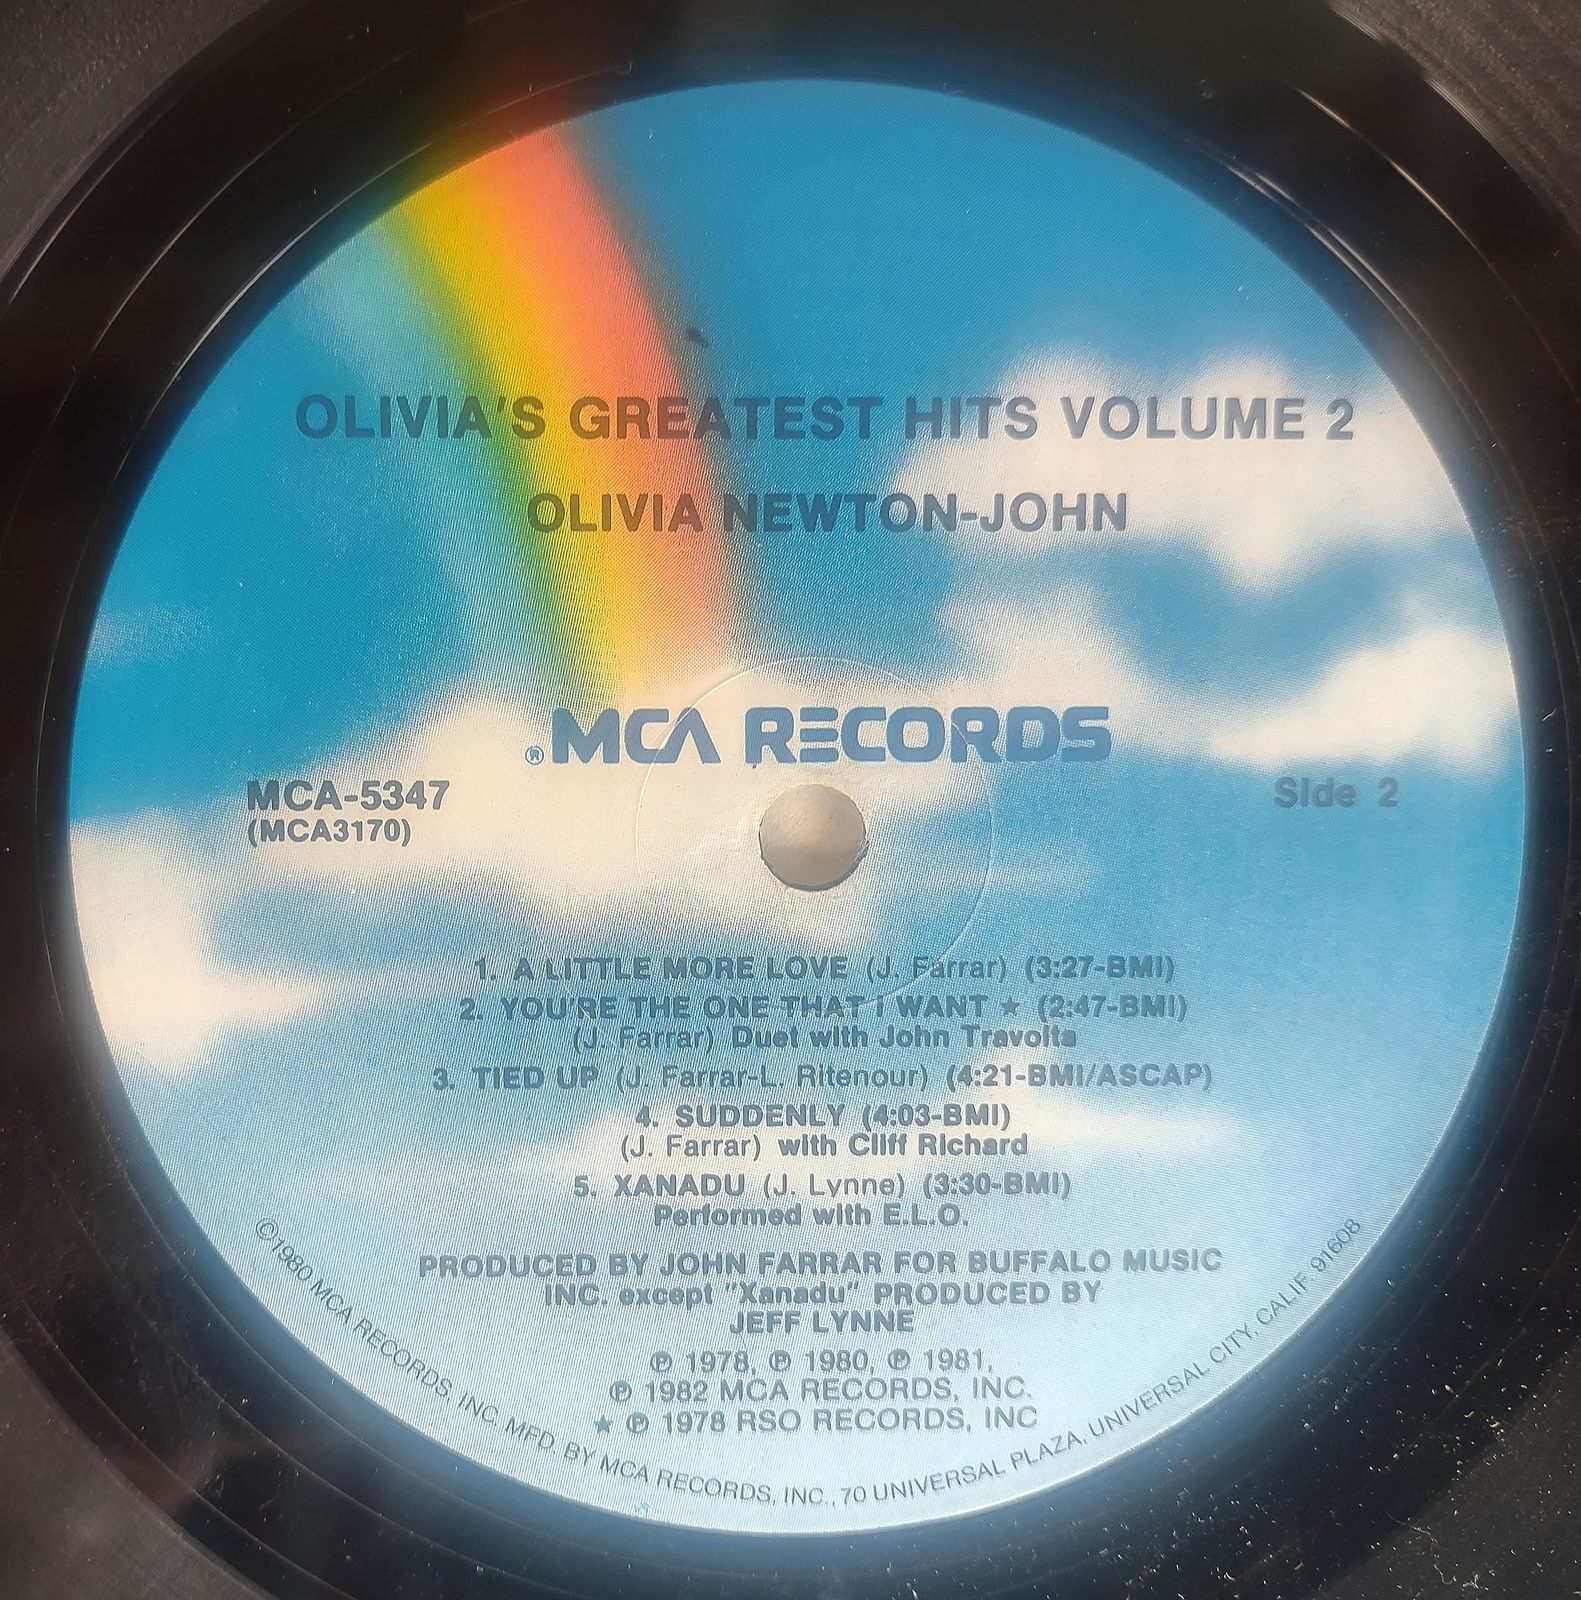 OLIVIA'S GREATEST HITS VOLUME 2
OLIVIA NEWTON-JOHN
® MCA RECORDS
MCA-5347
(MCA3170)
Side 2
1. A LITTLE MORE LOVE (J. Farrar) (3:27-BMI)
2. YOU'RE THE ONE THAT I WANT ★ (2:47-BMI)
(J. Farrar) Duet with John Travolta
3. TIED UP (J. Farrar-L. Ritenour) (4:21-BMI/ASCAP)
4. SUDDENLY (4:03-BMI)
(J. Farrar) with Cliff Richard
5. XANADU (J. Lynne) (3:30-BMI)
Performed with E.L.O.
PRODUCED BY JOHN FARRAR FOR BUFFALO MUSIC
INC. except "Xanadu" PRODUCED BY
JEFF LYNNE
℗ 1978, ℗ 1980, ℗ 1981,
℗ 1982 MCA RECORDS, INC.
★ ℗ 1978 RSO RECORDS, INC
©1980 MCA RECORDS, INC. MFD. BY MCA RECORDS, INC., 70 UNIVERSAL PLAZA, UNIVERSAL CITY, CALIF. 91608